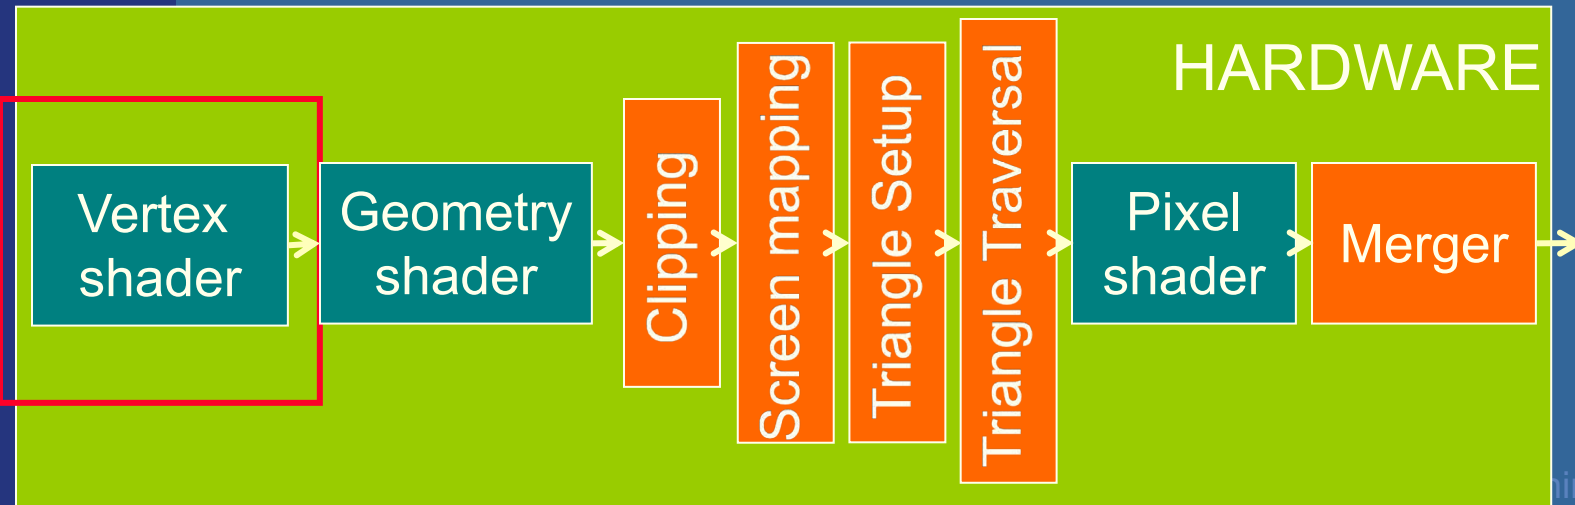 HARDWARE
Vertex
shader
Geometry
shader
Clipping
Screen mapping
Triangle Setup
Triangle Traversal
Pixel
shader
Merger